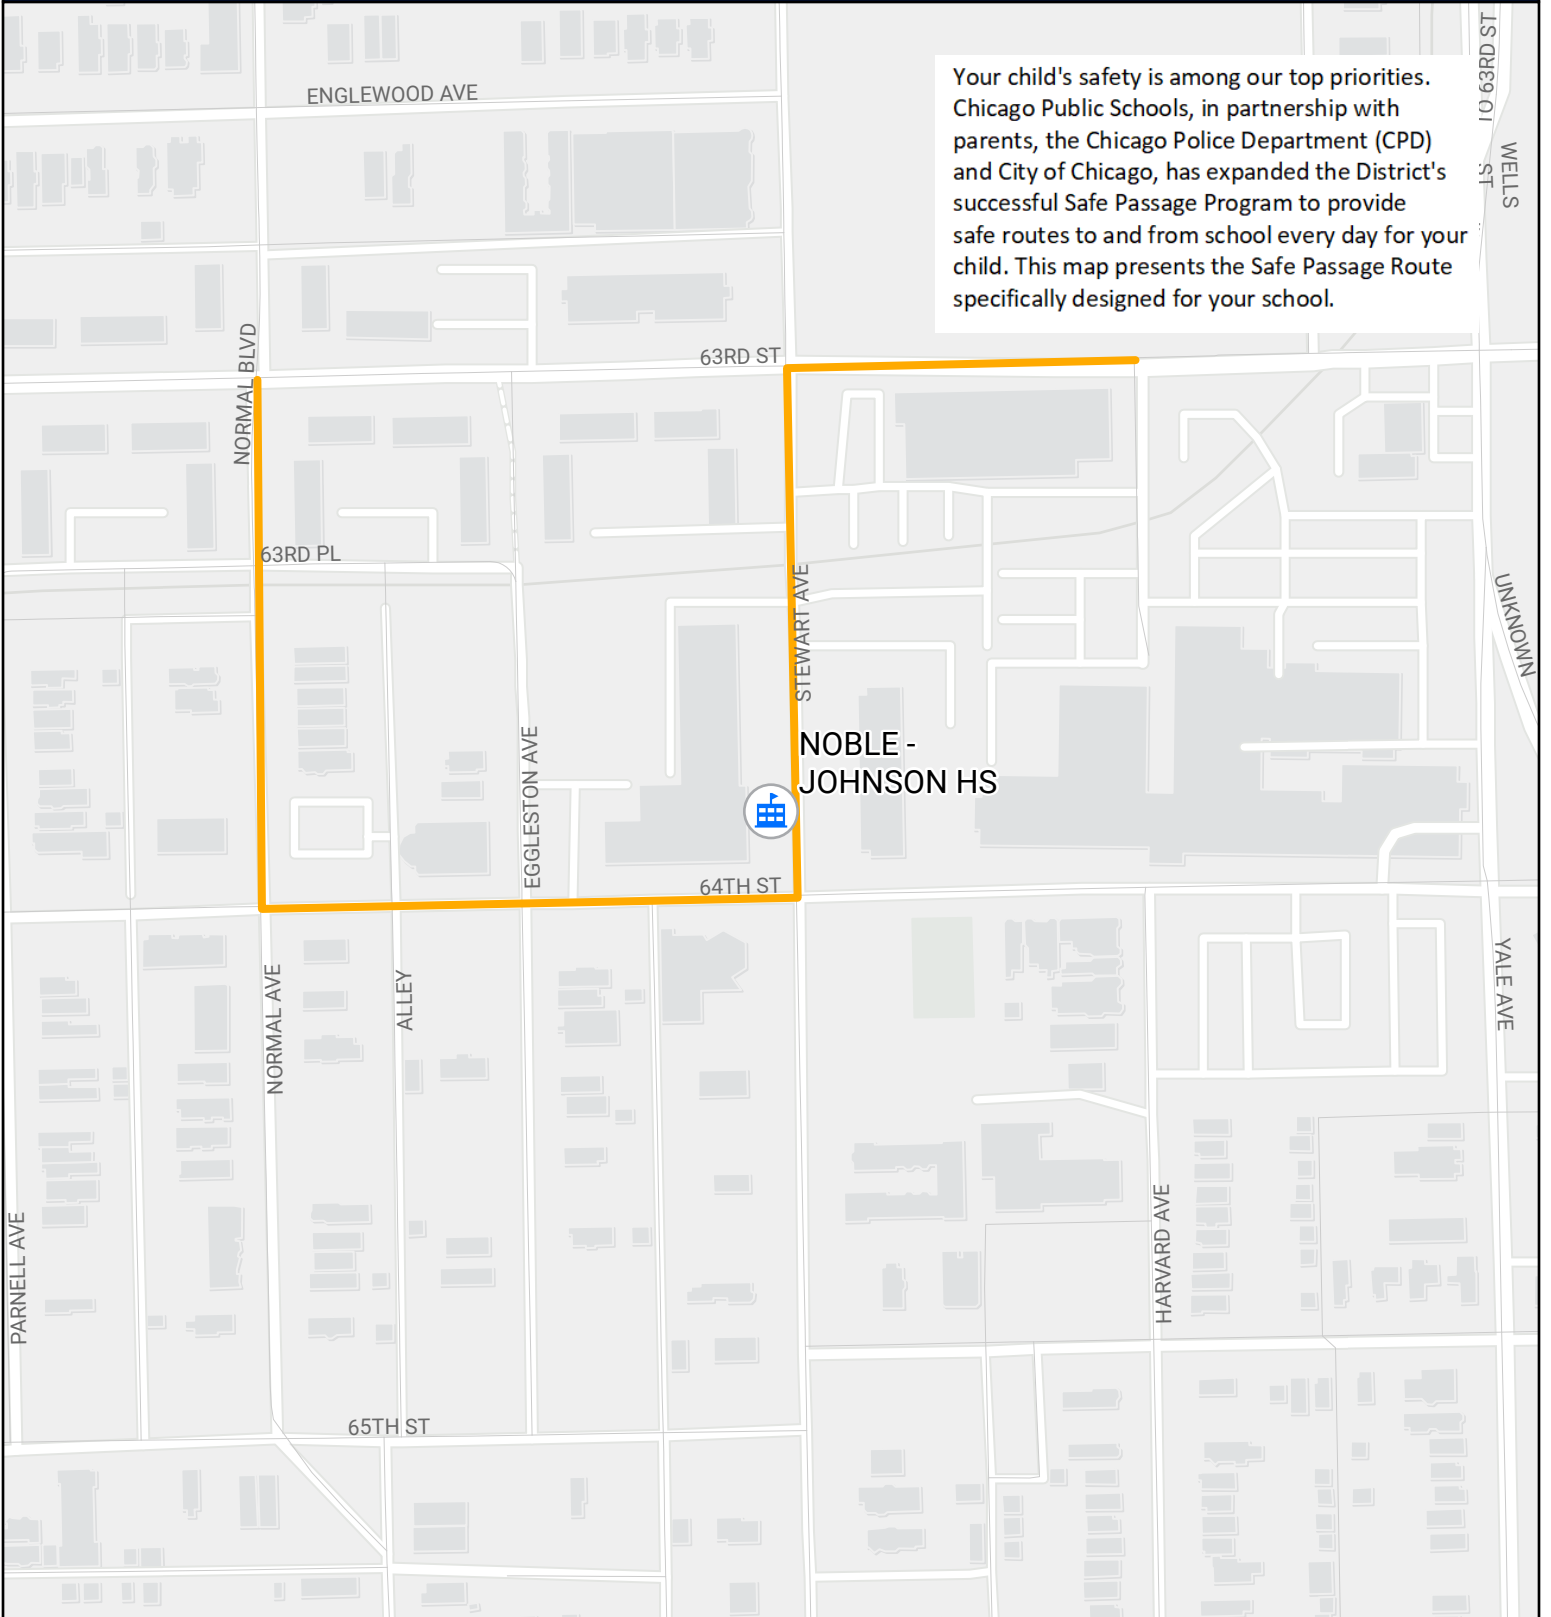 ENGLEWOOD AVE
Your child's safety is among our top priorities.
Chicago Public Schools, in partnership with
parents, the Chicago Police Department (CPD)
and City of Chicago, has expanded the District's
successful Safe Passage Program to provide
safe routes to and from school every day for your
child. This map presents the Safe Passage Route
specifically designed for your school.
TO 63RD ST
ST
WELLS
NORMAL BLVD
63RD ST
63RD PL
STEWART AVE
UNKNOWN
EGGLESTON AVE
NOBLE -
JOHNSON HS
64TH ST
NORMAL AVE
ALLEY
YALE AVE
PARNELL AVE
HARVARD AVE
65TH ST